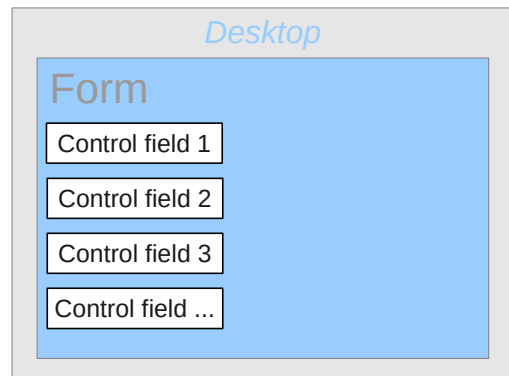 Desktop
Form
Control field 1
Control field 2
Control field 3
Control field ...